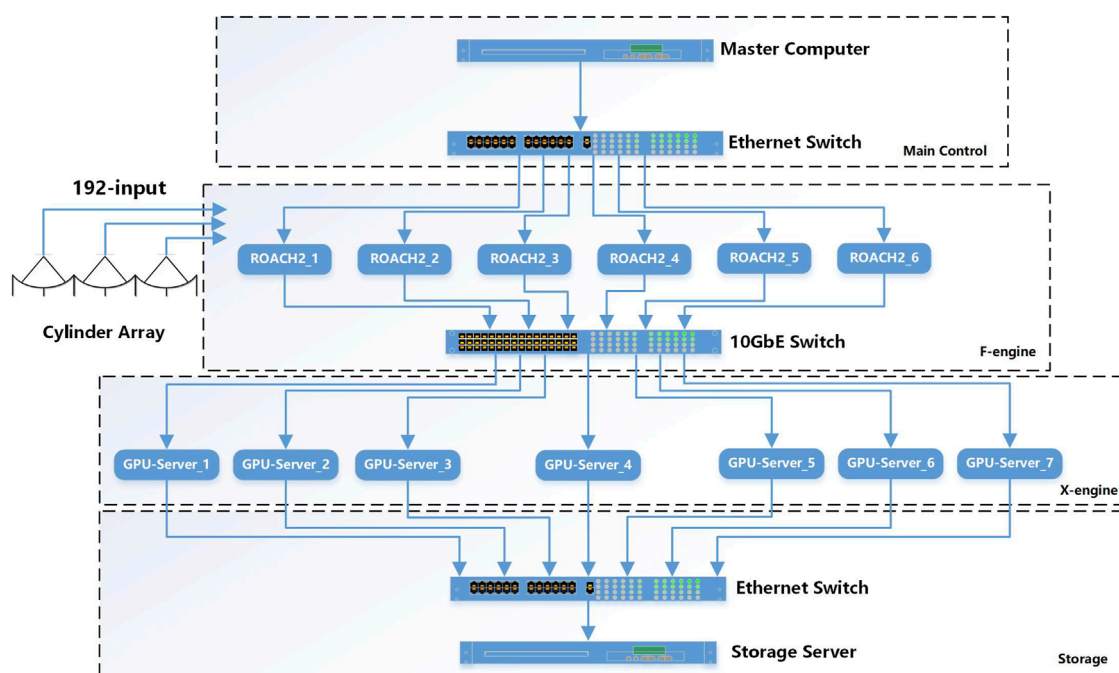 Master Computer
Ethernet Switch
Main Control
192-input
ROACH2_1
ROACH2_2
ROACH2_3
ROACH2_4
ROACH2_5
ROACH2_6
Cylinder Array
10GbE Switch
F-engine
GPU-Server_1
GPU-Server_2
GPU-Server_3
GPU-Server_4
GPU-Server_5
GPU-Server_6
GPU-Server_7
X-engine
Ethernet Switch
Storage Server
Storage